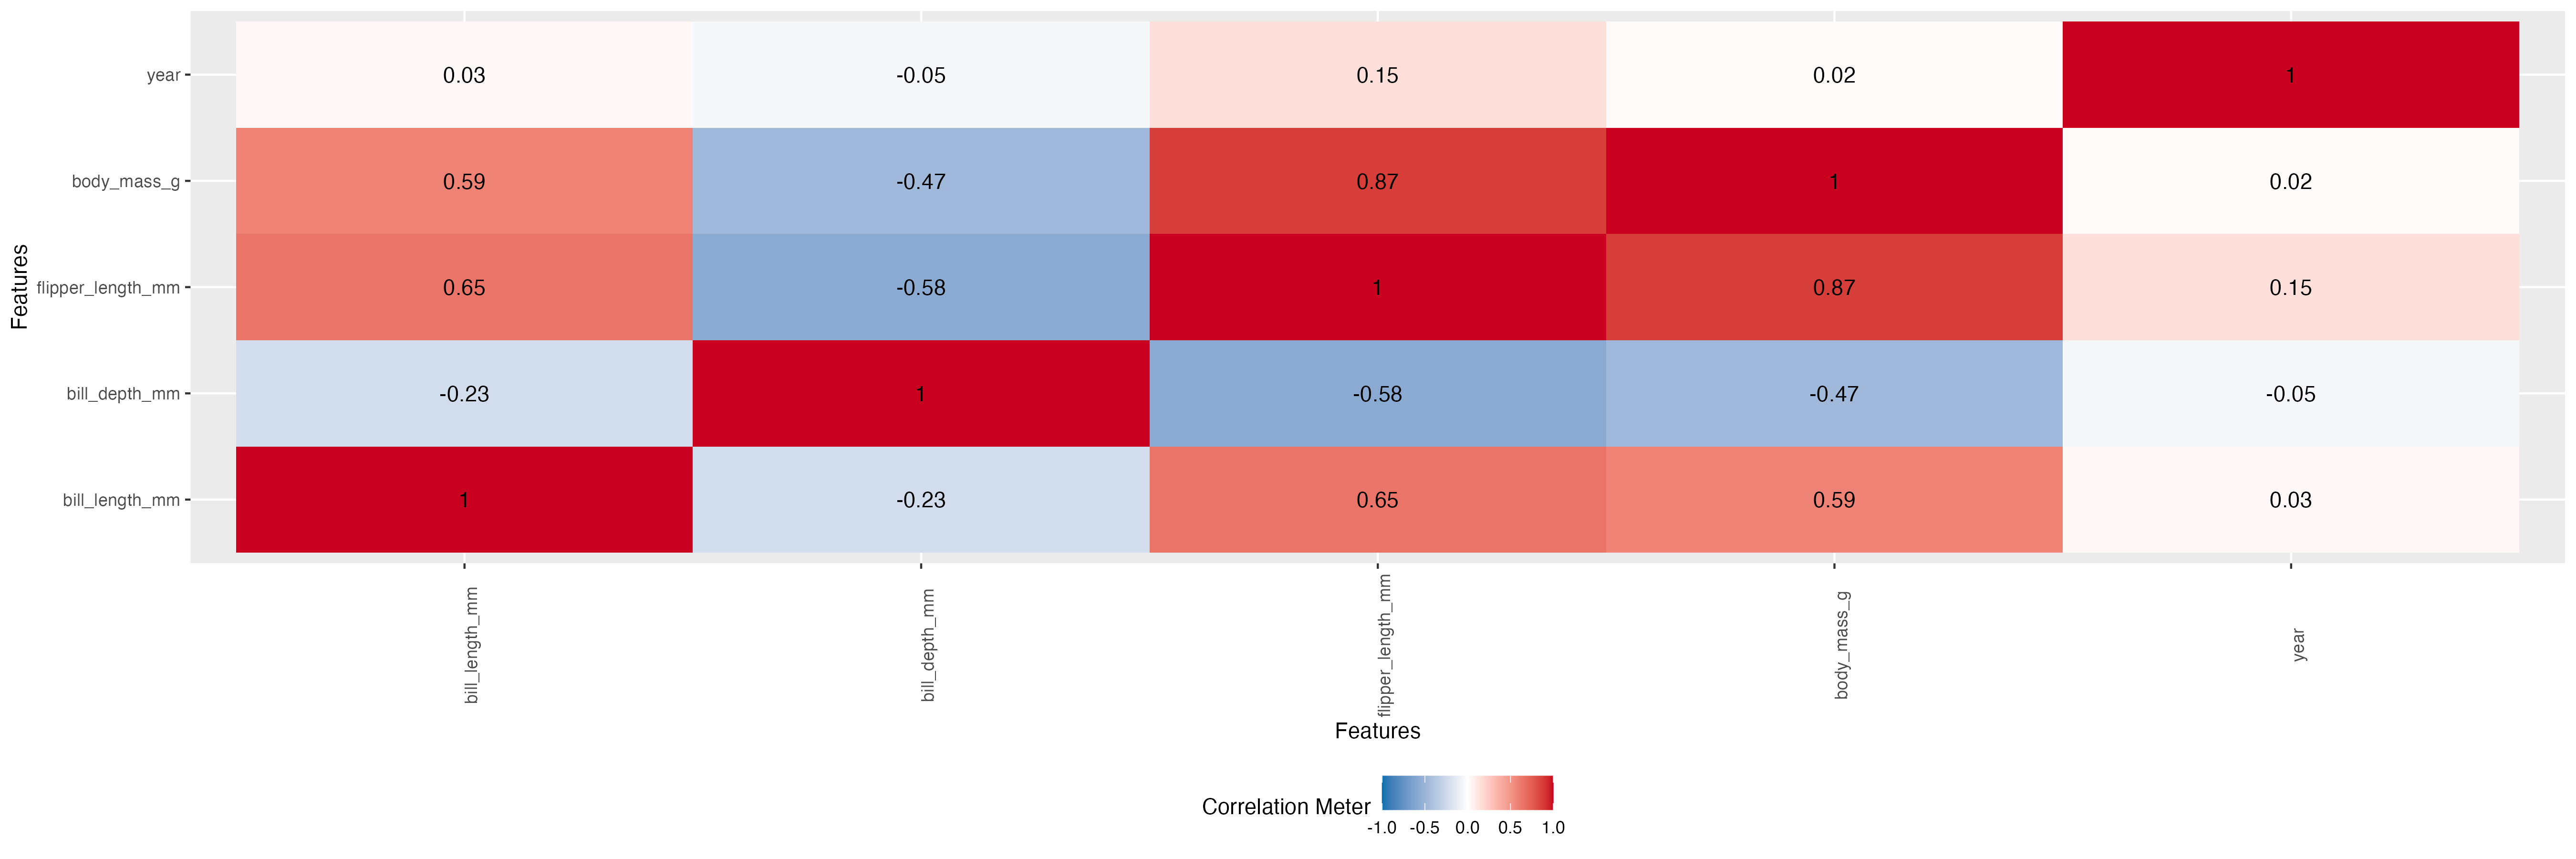 year 0.03 -0.05 0.15 0.02 1
body_mass_g 0.59 -0.47 0.87 1 0.02
Features
flipper_length_mm 0.65 -0.58 1 0.87 0.15
bill_depth_mm -0.23 1 -0.58 -0.47 -0.05
bill_length_mm 1 -0.23 0.65 0.59 0.03
bill_length_mm bill_depth_mm flipper_length_mm body_mass_g year
Features
Correlation Meter
-1.0 -0.5 0.0 0.5 1.0